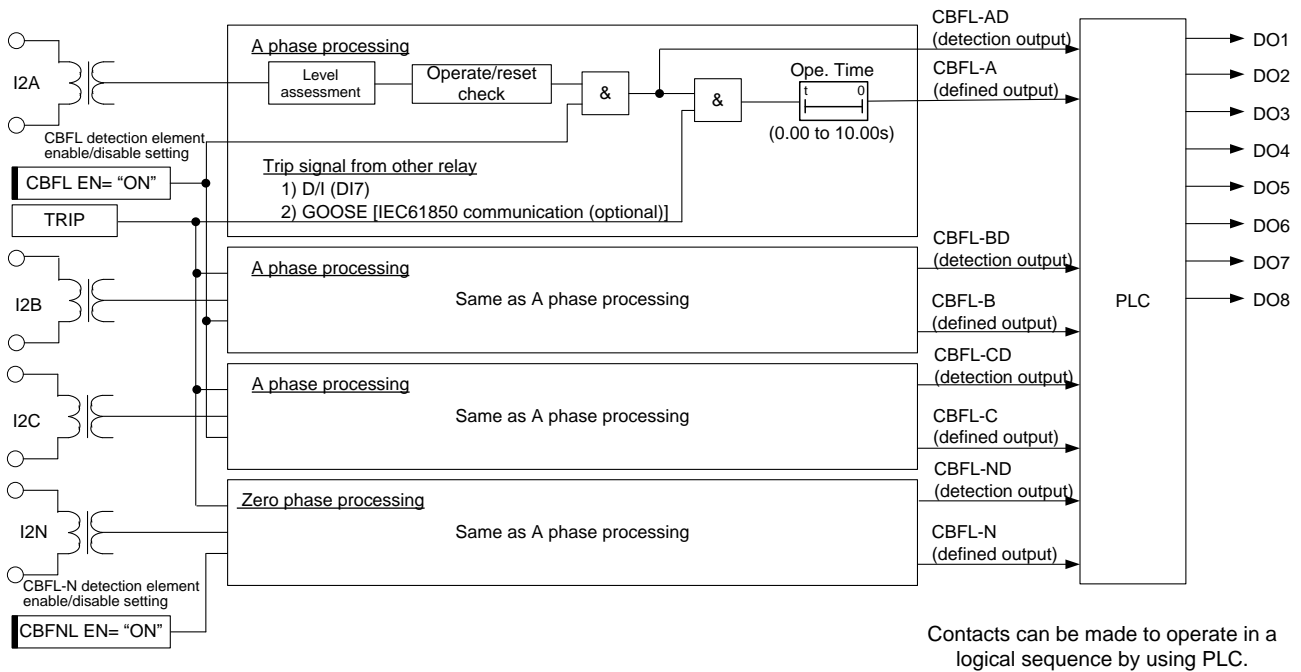 A phase processing
I2A
Level
assessment
Operate/reset
check
&
&
Ope. Time
t 0
(0.00 to 10.00s)
CBFL-AD
(detection output)
CBFL-A
(defined output)
CBFL detection element
enable/disable setting
CBFL EN= “ON”
TRIP
Trip signal from other relay
1) D/I (DI7)
2) GOOSE [IEC61850 communication (optional)]
I2B
A phase processing
Same as A phase processing
CBFL-BD
(detection output)
CBFL-B
(defined output)
I2C
A phase processing
Same as A phase processing
CBFL-CD
(detection output)
CBFL-C
(defined output)
I2N
Zero phase processing
Same as A phase processing
CBFL-ND
(detection output)
CBFL-N
(defined output)
CBFL-N detection element
enable/disable setting
CBFNL EN= “ON”
PLC
DO1
DO2
DO3
DO4
DO5
DO6
DO7
DO8
Contacts can be made to operate in a
logical sequence by using PLC.